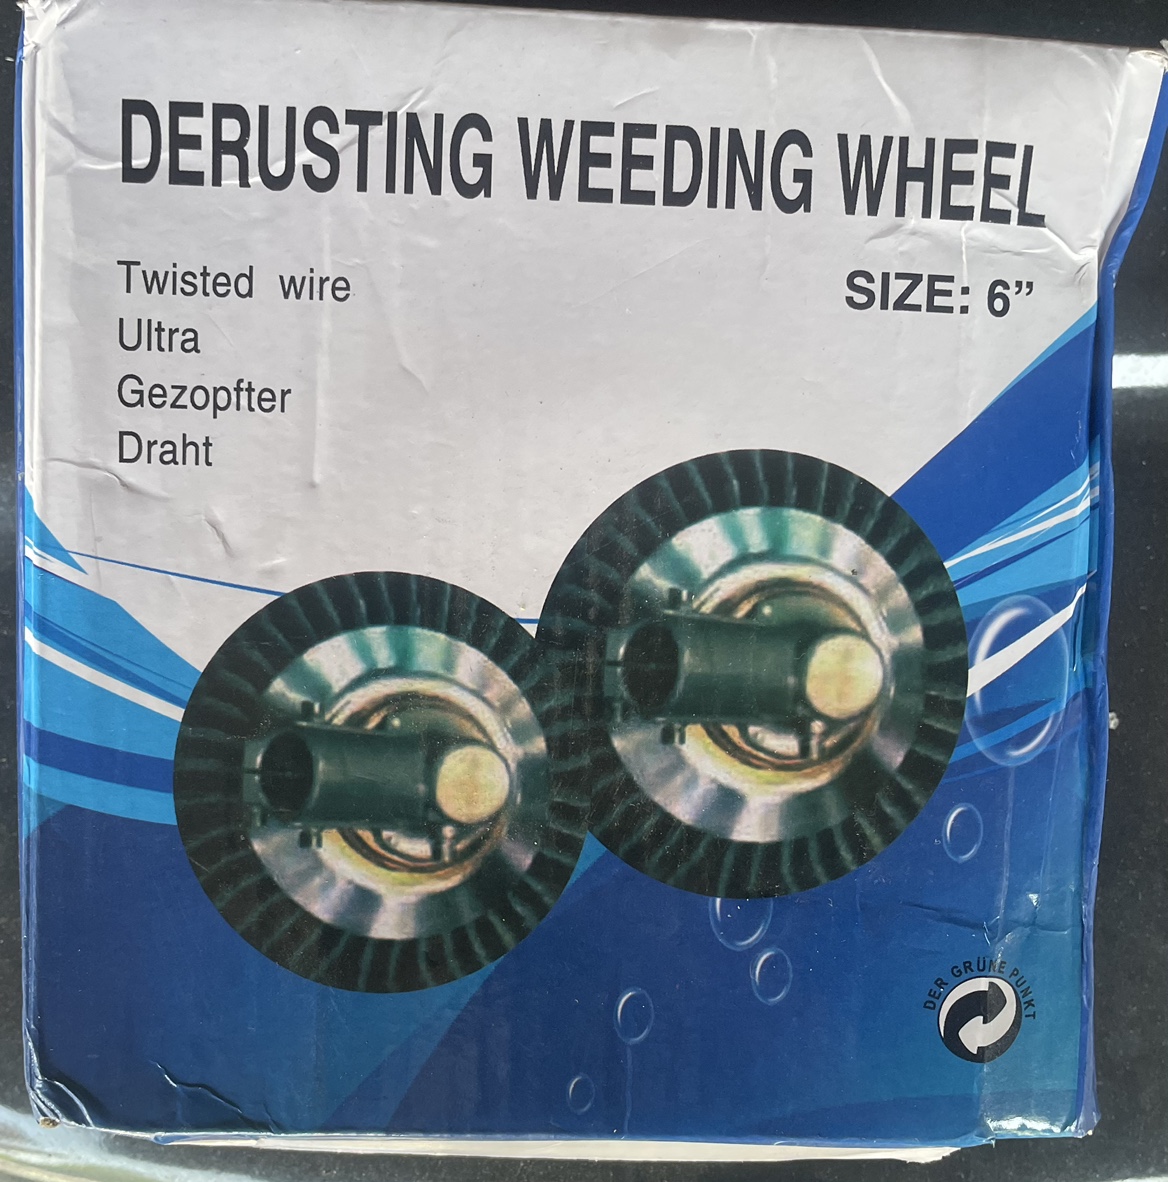 DERUSTING WEEDING WHEEL
Twisted wire
SIZE: 6”
Ultra
Gezopfter
Draht
DER GRÜNE PUNKT